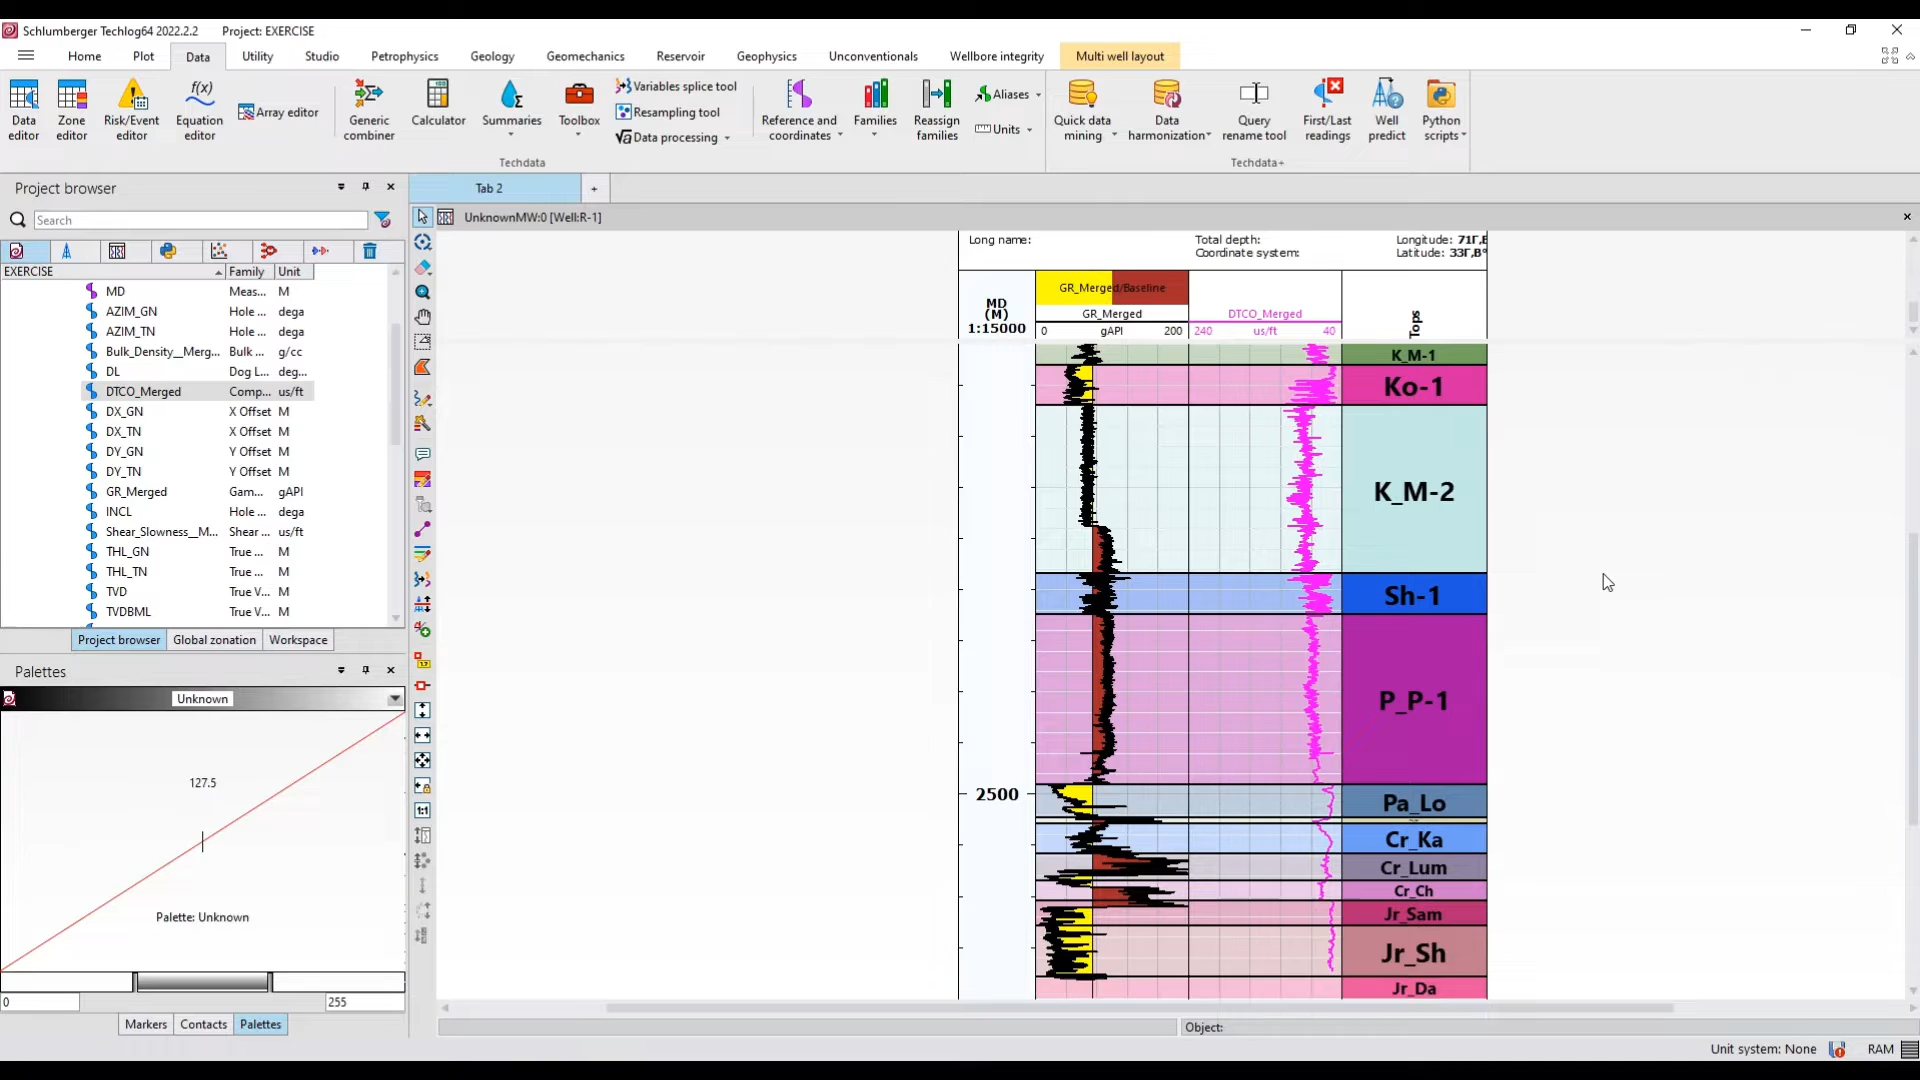 Schlumberger Techlog64 2022.2.2 Project: EXERCISE
Home Plot Data Utility Studio Petrophysics Geology Geomechanics Reservoir Geophysics Unconventionals Wellbore integrity Multi well layout
Data editor
Zone editor
Risk/Event editor
f(x)
Equation editor
Array editor
Generic combiner
Calculator
Summaries
Toolbox
Variables splice tool
Resampling tool
Data processing
Reference and coordinates
Families
Reassign families
Aliases
Units
Quick data mining
Data harmonization
Query rename tool
First/Last readings
Well predict
Python scripts
Techdata
Techdata+
Project browser
Tab 2 +
Search
UnknownMW:0 [Well:R-1]
EXERCISE Family Unit
MD Meas... M
AZIM_GN Hole ... dega
AZIM_TN Hole ... dega
Bulk_Density__Merg... Bulk ... g/cc
DL Dog L... deg...
DTCO_Merged Comp... us/ft
DX_GN X Offset M
DX_TN X Offset M
DY_GN Y Offset M
DY_TN Y Offset M
GR_Merged Gam... gAPI
INCL Hole ... dega
Shear_Slowness__M... Shear ... us/ft
THL_GN True ... M
THL_TN True ... M
TVD True V... M
TVDBML True V... M
Project browser Global zonation Workspace
Palettes
Unknown
127.5
Palette: Unknown
0 255
Markers Contacts Palettes
Long name: Total depth: Longitude: 71Г,В
Coordinate system: Latitude: 33Г,В°
MD
(M)
1:15000
GR_Merged/Baseline
GR_Merged
0 gAPI 200
DTCO_Merged
240 us/ft 40
Tops
K_M-1
Ko-1
K_M-2
Sh-1
P_P-1
2500
Pa_Lo
Cr_Ka
Cr_Lum
Cr_Ch
Jr_Sam
Jr_Sh
Jr_Da
1:1
Object:
Unit system: None RAM